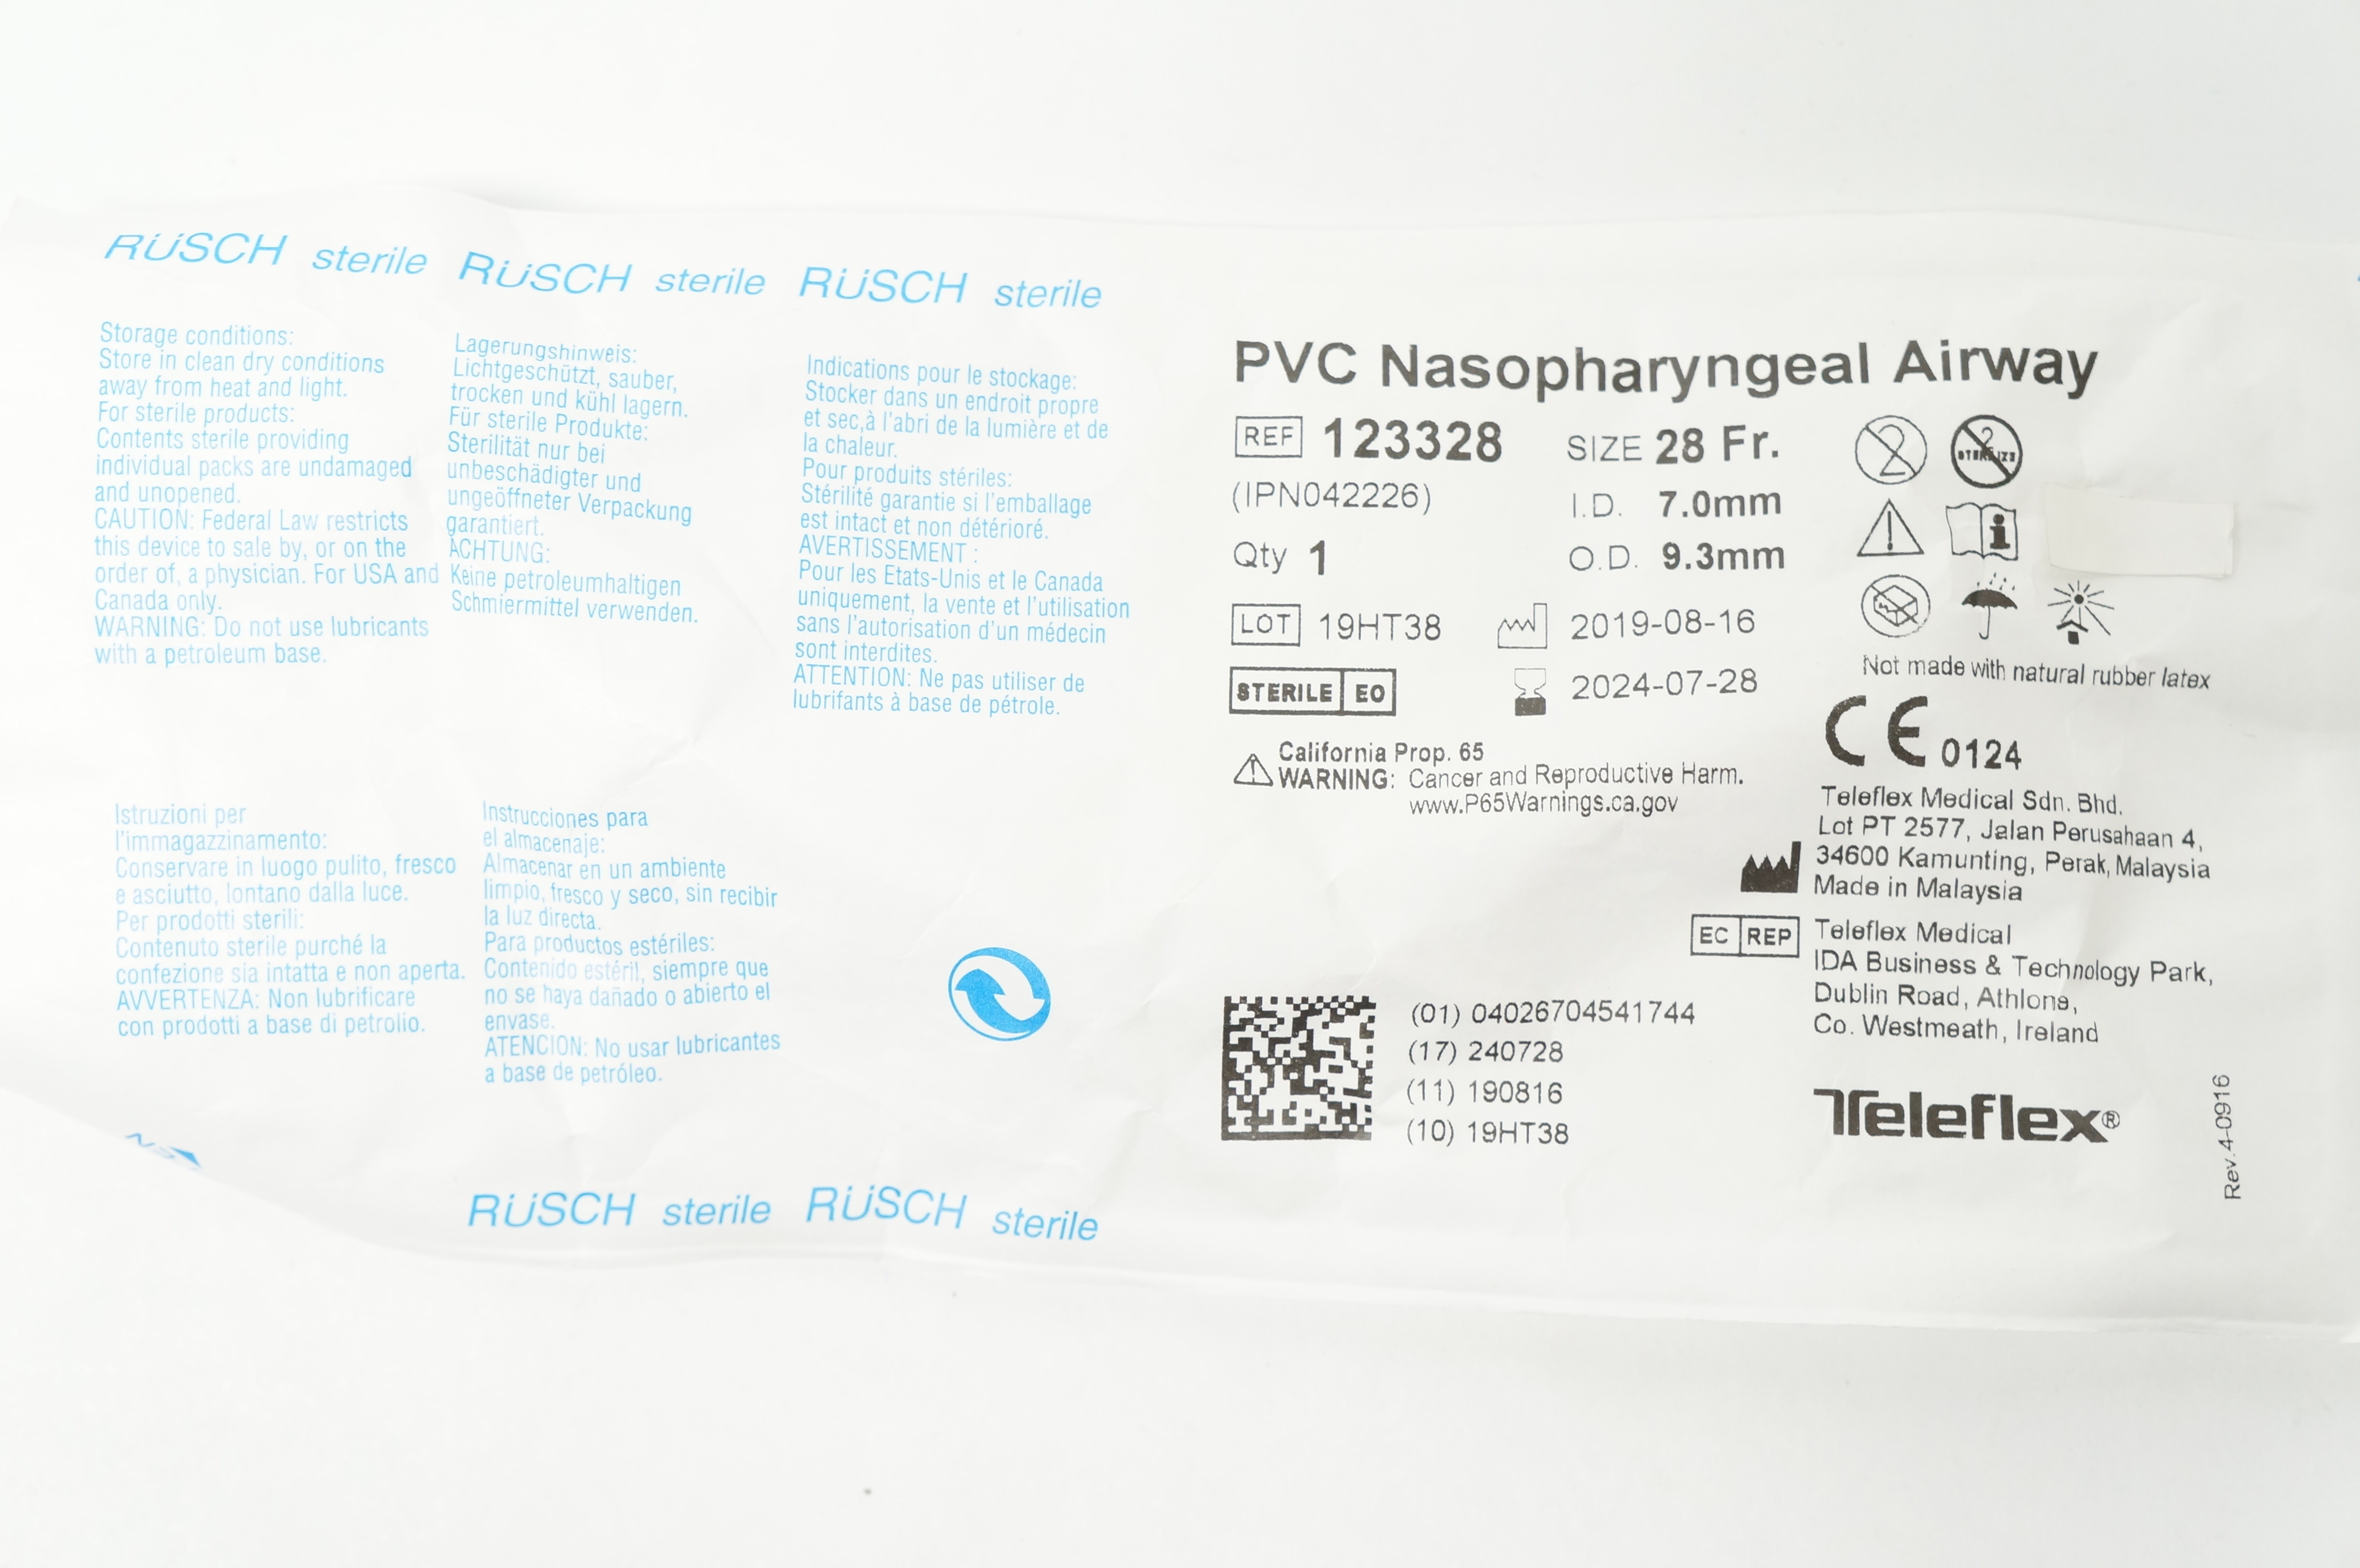 RÜSCH sterile RÜSCH sterile RÜSCH sterile
Storage conditions:
Store in clean dry conditions
away from heat and light.
For sterile products:
Contents sterile providing
individual packs are undamaged
and unopened.
CAUTION: Federal Law restricts
this device to sale by, or on the
order of, a physician. For USA and
Canada only.
WARNING: Do not use lubricants
with a petroleum base.
Lagerungshinweis:
Lichtgeschützt, sauber,
trocken und kühl lagern.
Für sterile Produkte:
Sterilität nur bei
unbeschädigter und
ungeöffneter Verpackung
garantiert.
ACHTUNG:
Keine petroleumhaltigen
Schmiermittel verwenden.
Indications pour le stockage:
Stocker dans un endroit propre
et sec,à l'abri de la lumière et de
la chaleur.
Pour produits stériles:
Stérilité garantie si l'emballage
est intact et non détérioré.
AVERTISSEMENT :
Pour les Etats-Unis et le Canada
uniquement, la vente et l'utilisation
sans l'autorisation d'un médecin
sont interdites.
ATTENTION: Ne pas utiliser de
lubrifants à base de pétrole.
Istruzioni per
l'immagazzinamento:
Conservare in luogo pulito, fresco
e asciutto, lontano dalla luce.
Per prodotti sterili:
Contenuto sterile purché la
confezione sia intatta e non aperta.
AVVERTENZA: Non lubrificare
con prodotti a base di petrolio.
Instrucciones para
el almacenaje:
Almacenar en un ambiente
limpio, fresco y seco, sin recibir
la luz directa.
Para productos estériles:
Contenido estéril, siempre que
no se haya dañado o abierto el
envase.
ATENCION: No usar lubricantes
a base de petróleo.
RÜSCH sterile RÜSCH sterile
PVC Nasopharyngeal Airway
REF 123328 SIZE 28 Fr.
(IPN042226) I.D. 7.0mm
Qty 1 O.D. 9.3mm
LOT 19HT38 2019-08-16
STERILE EO 2024-07-28
California Prop. 65
WARNING: Cancer and Reproductive Harm.
www.P65Warnings.ca.gov
2 2
STERILIZE
i
Not made with natural rubber latex
CE 0124
Teleflex Medical Sdn. Bhd.
Lot PT 2577, Jalan Perusahaan 4,
34600 Kamunting, Perak, Malaysia
Made in Malaysia
EC REP Teleflex Medical
IDA Business & Technology Park,
Dublin Road, Athlone,
Co. Westmeath, Ireland
(01) 04026704541744
(17) 240728
(11) 190816
(10) 19HT38
Teleflex®
Rev.4-0916